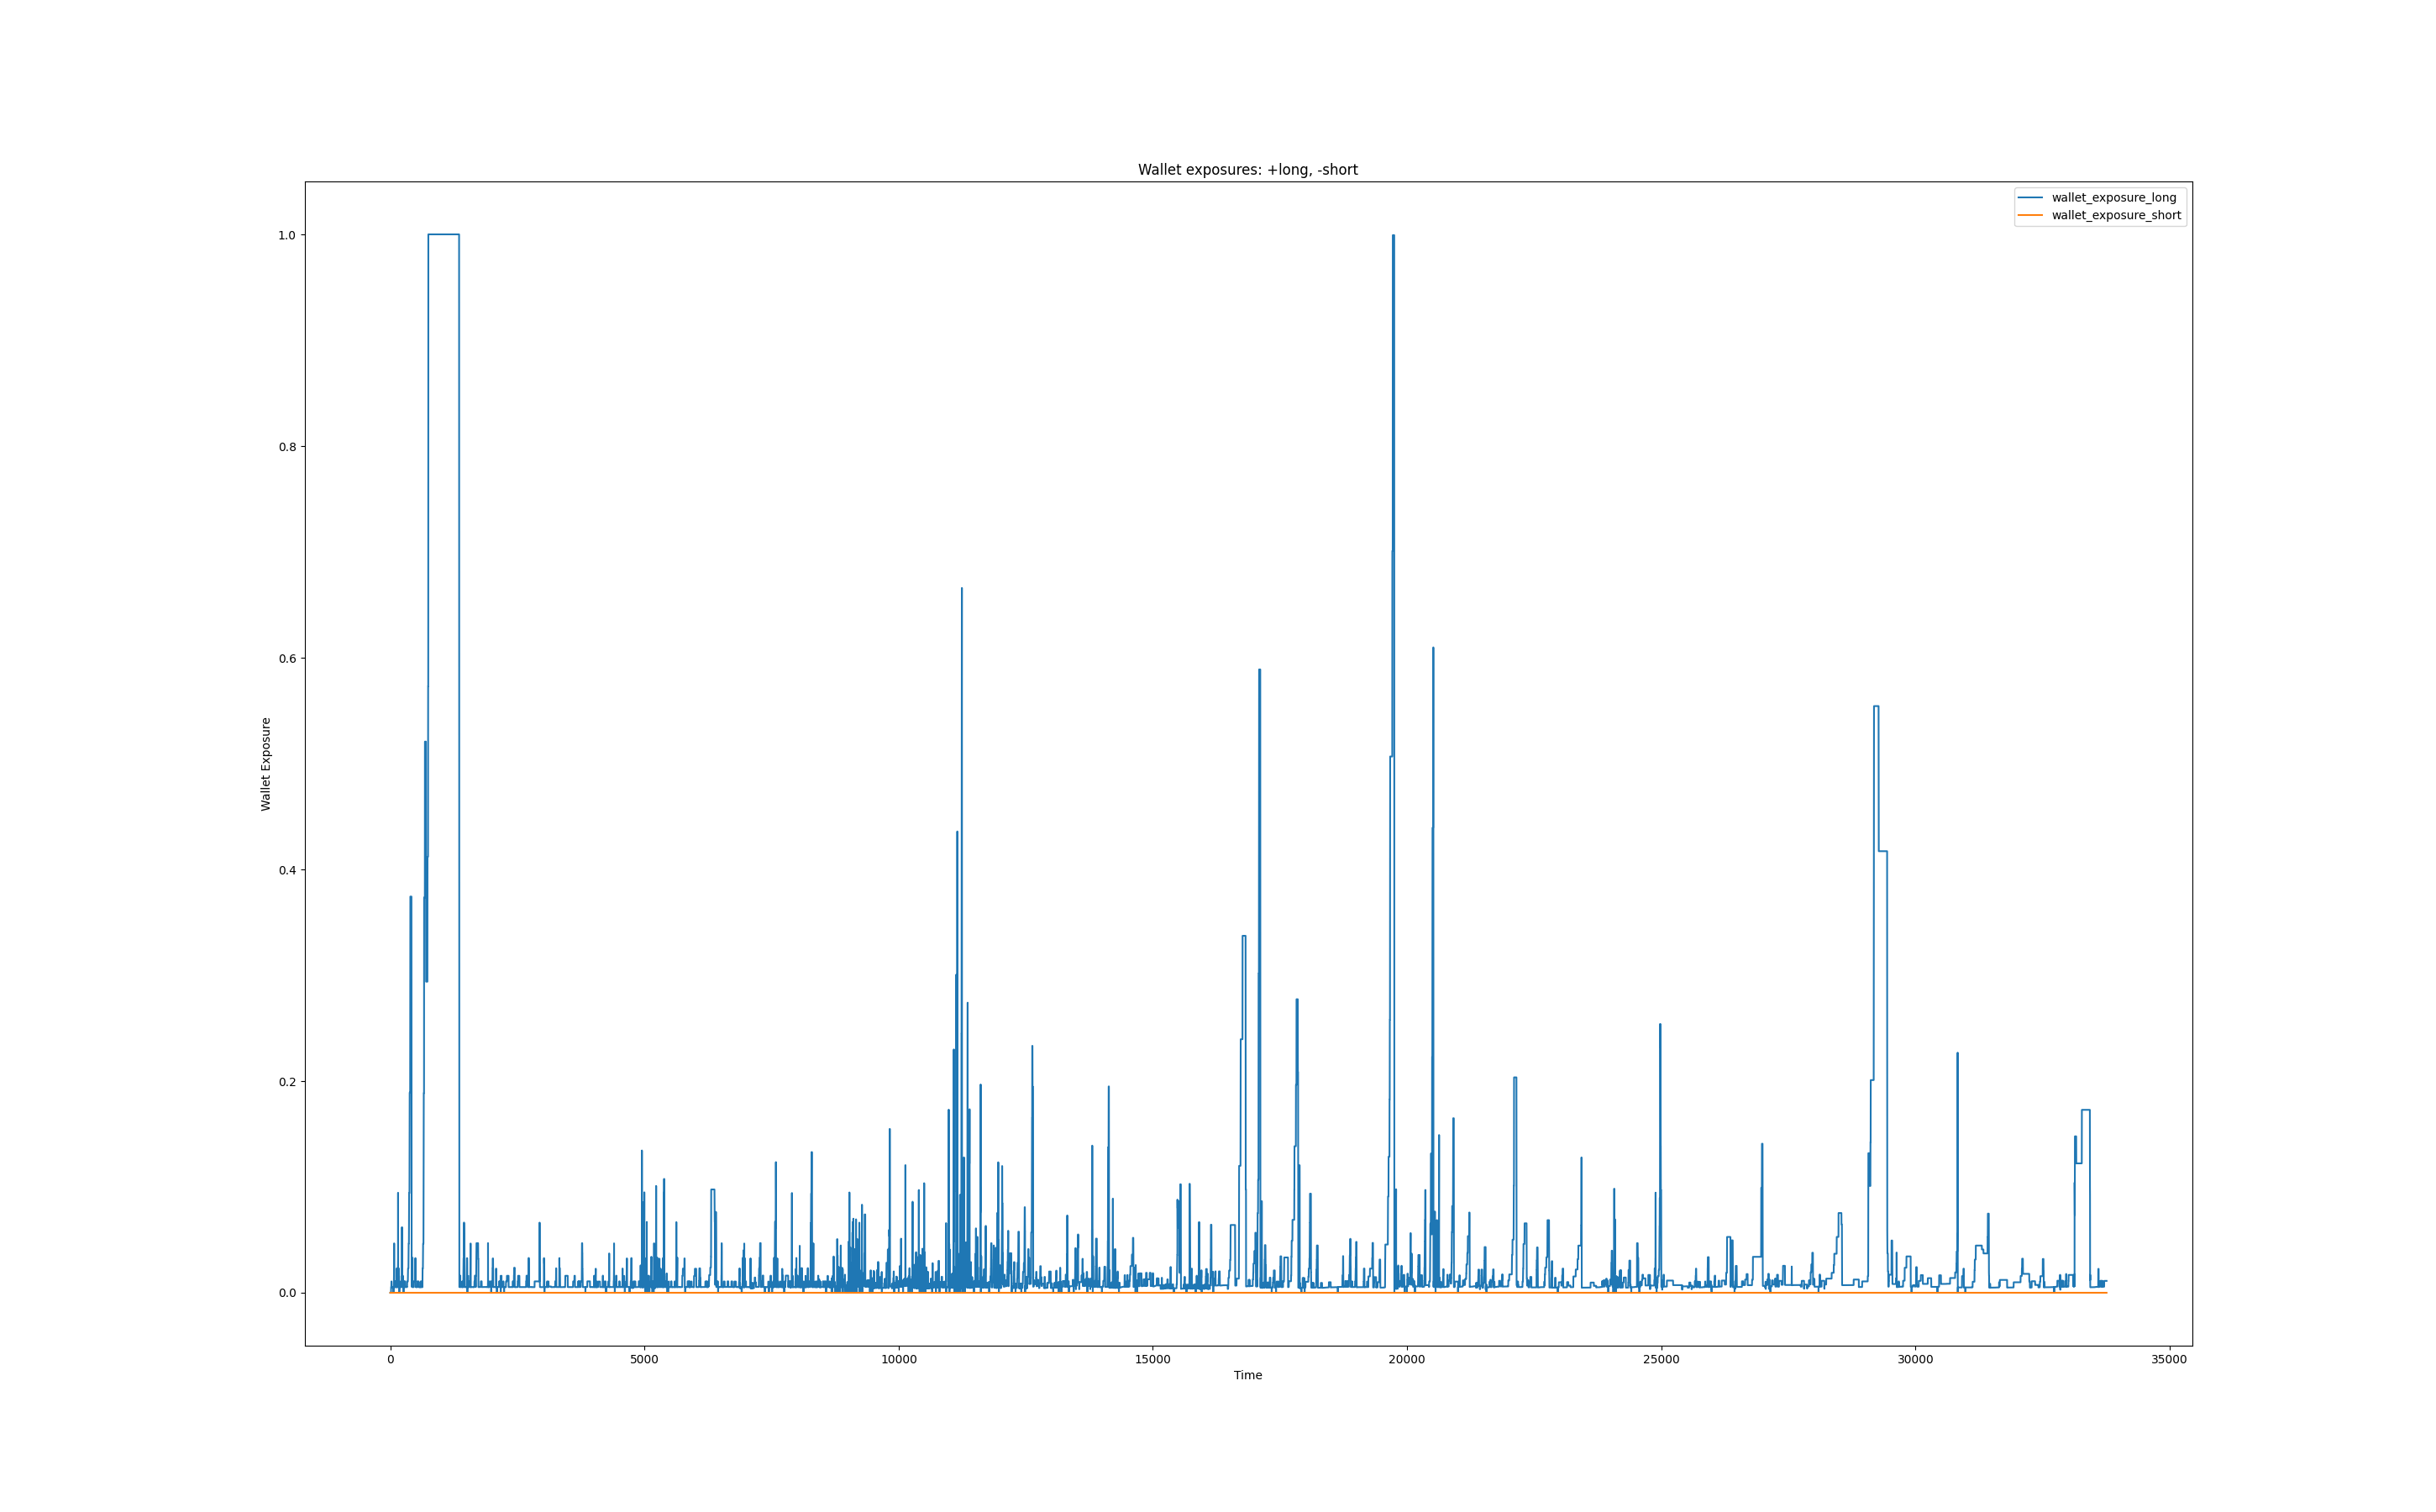 Wallet exposures: +long, -short
wallet_exposure_long
wallet_exposure_short
1.0
0.8
0.6
0.4
0.2
0.0
Wallet Exposure
0 5000 10000 15000 20000 25000 30000 35000
Time